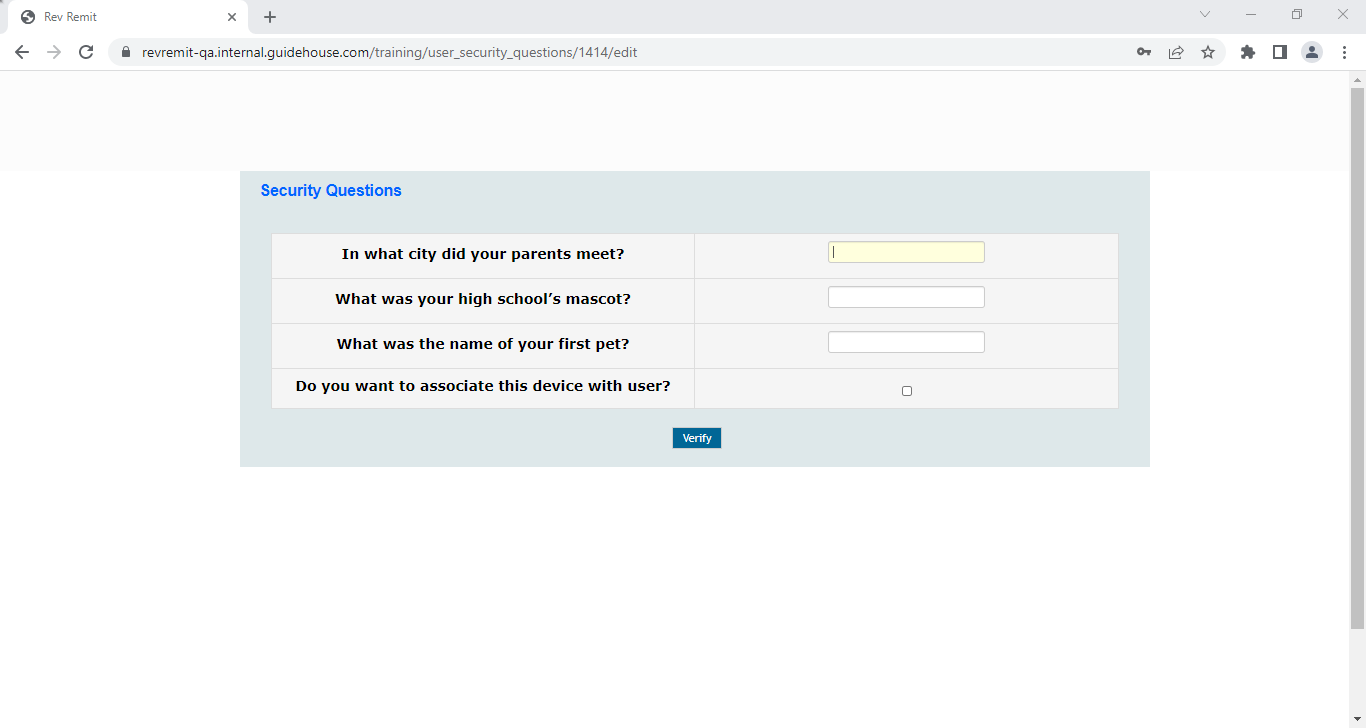 Rev Remit
revremit-qa.internal.guidehouse.com/training/user_security_questions/1414/edit
Security Questions
In what city did your parents meet?
What was your high school’s mascot?
What was the name of your first pet?
Do you want to associate this device with user?
Verify